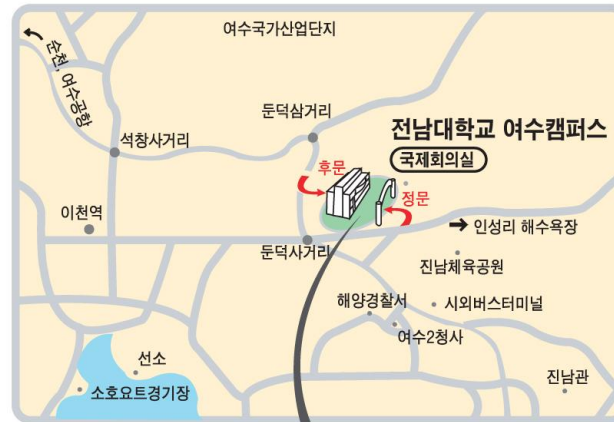 여수국가산업단지
순천, 여수공항
둔덕삼거리
석창사거리
전남대학교 여수캠퍼스
국제회의실
후문
정문
이천역
인성리 해수욕장
둔덕사거리
진남체육공원
해양경찰서
시외버스터미널
여수2청사
선소
소호요트경기장
진남관